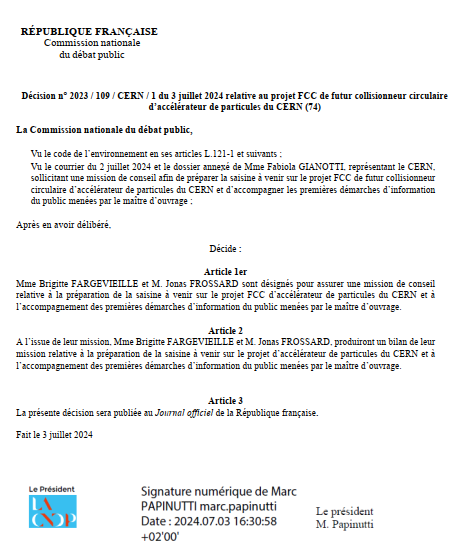 RÉPUBLIQUE FRANÇAISE
Commission nationale
du débat public
Décision n° 2023 / 109 / CERN / 1 du 3 juillet 2024 relative au projet FCC de futur collisionneur circulaire
d’accélérateur de particules du CERN (74)
La Commission nationale du débat public,
Vu le code de l’environnement en ses articles L.121-1 et suivants ;
Vu le courrier du 2 juillet 2024 et le dossier annexé de Mme Fabiola GIANOTTI, représentant le CERN,
sollicitant une mission de conseil afin de préparer la saisine à venir sur le projet FCC de futur collisionneur
circulaire d’accélérateur de particules du CERN et d’accompagner les premières démarches d’information
du public menées par le maître d’ouvrage ;
Après en avoir délibéré,
Décide :
Article 1er
Mme Brigitte FARGEVIEILLE et M. Jonas FROSSARD sont désignés pour assurer une mission de conseil
relative à la préparation de la saisine à venir sur le projet FCC d’accélérateur de particules du CERN et à
l’accompagnement des premières démarches d’information du public menées par le maître d’ouvrage.
Article 2
A l’issue de leur mission, Mme Brigitte FARGEVIEILLE et M. Jonas FROSSARD, produiront un bilan de leur
mission relative à la préparation de la saisine à venir sur le projet d’accélérateur de particules du CERN et à
l’accompagnement des premières démarches d’information du public menées par le maître d’ouvrage.
Article 3
La présente décision sera publiée au Journal officiel de la République française.
Fait le 3 juillet 2024
Le Président
LA
CNDP
Signature numérique de Marc
PAPINUTTI marc.papinutti
Date : 2024.07.03 16:30:58
+02'00'
Le président
M. Papinutti